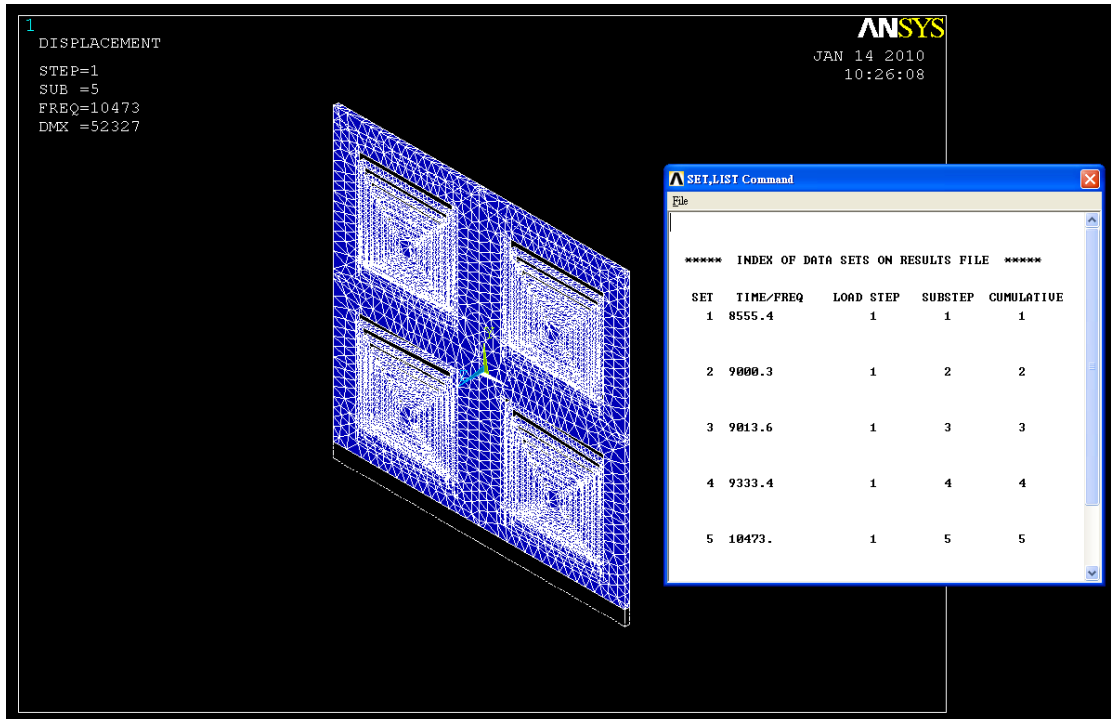 1
DISPLACEMENT
STEP=1
SUB =5
FREQ=10473
DMX =52327
ANSYS
JAN 14 2010
10:26:08
SET,LIST Command
File
***** INDEX OF DATA SETS ON RESULTS FILE *****
SET TIME/FREQ LOAD STEP SUBSTEP CUMULATIVE
1 8555.4 1 1 1
2 9000.3 1 2 2
3 9013.6 1 3 3
4 9333.4 1 4 4
5 10473. 1 5 5